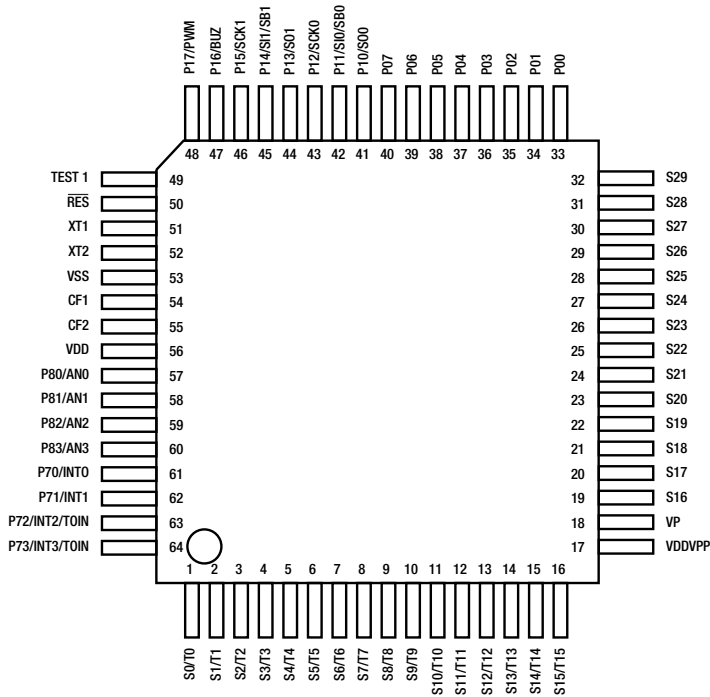 P17/PWM
P16/BUZ
P15/SCK1
P14/SI1/SB1
P13/SO1
P12/SCK0
P11/SI0/SB0
P10/SO0
P07
P06
P05
P04
P03
P02
P01
P00
48 47 46 45 44 43 42 41 40 39 38 37 36 35 34 33
TEST 1 49 32 S29
RES 50 31 S28
XT1 51 30 S27
XT2 52 29 S26
VSS 53 28 S25
CF1 54 27 S24
CF2 55 26 S23
VDD 56 25 S22
P80/AN0 57 24 S21
P81/AN1 58 23 S20
P82/AN2 59 22 S19
P83/AN3 60 21 S18
P70/INT0 61 20 S17
P71/INT1 62 19 S16
P72/INT2/TOIN 63 18 VP
P73/INT3/TOIN 64 17 VDDVPP
1 2 3 4 5 6 7 8 9 10 11 12 13 14 15 16
S0/T0
S1/T1
S2/T2
S3/T3
S4/T4
S5/T5
S6/T6
S7/T7
S8/T8
S9/T9
S10/T10
S11/T11
S12/T12
S13/T13
S14/T14
S15/T15